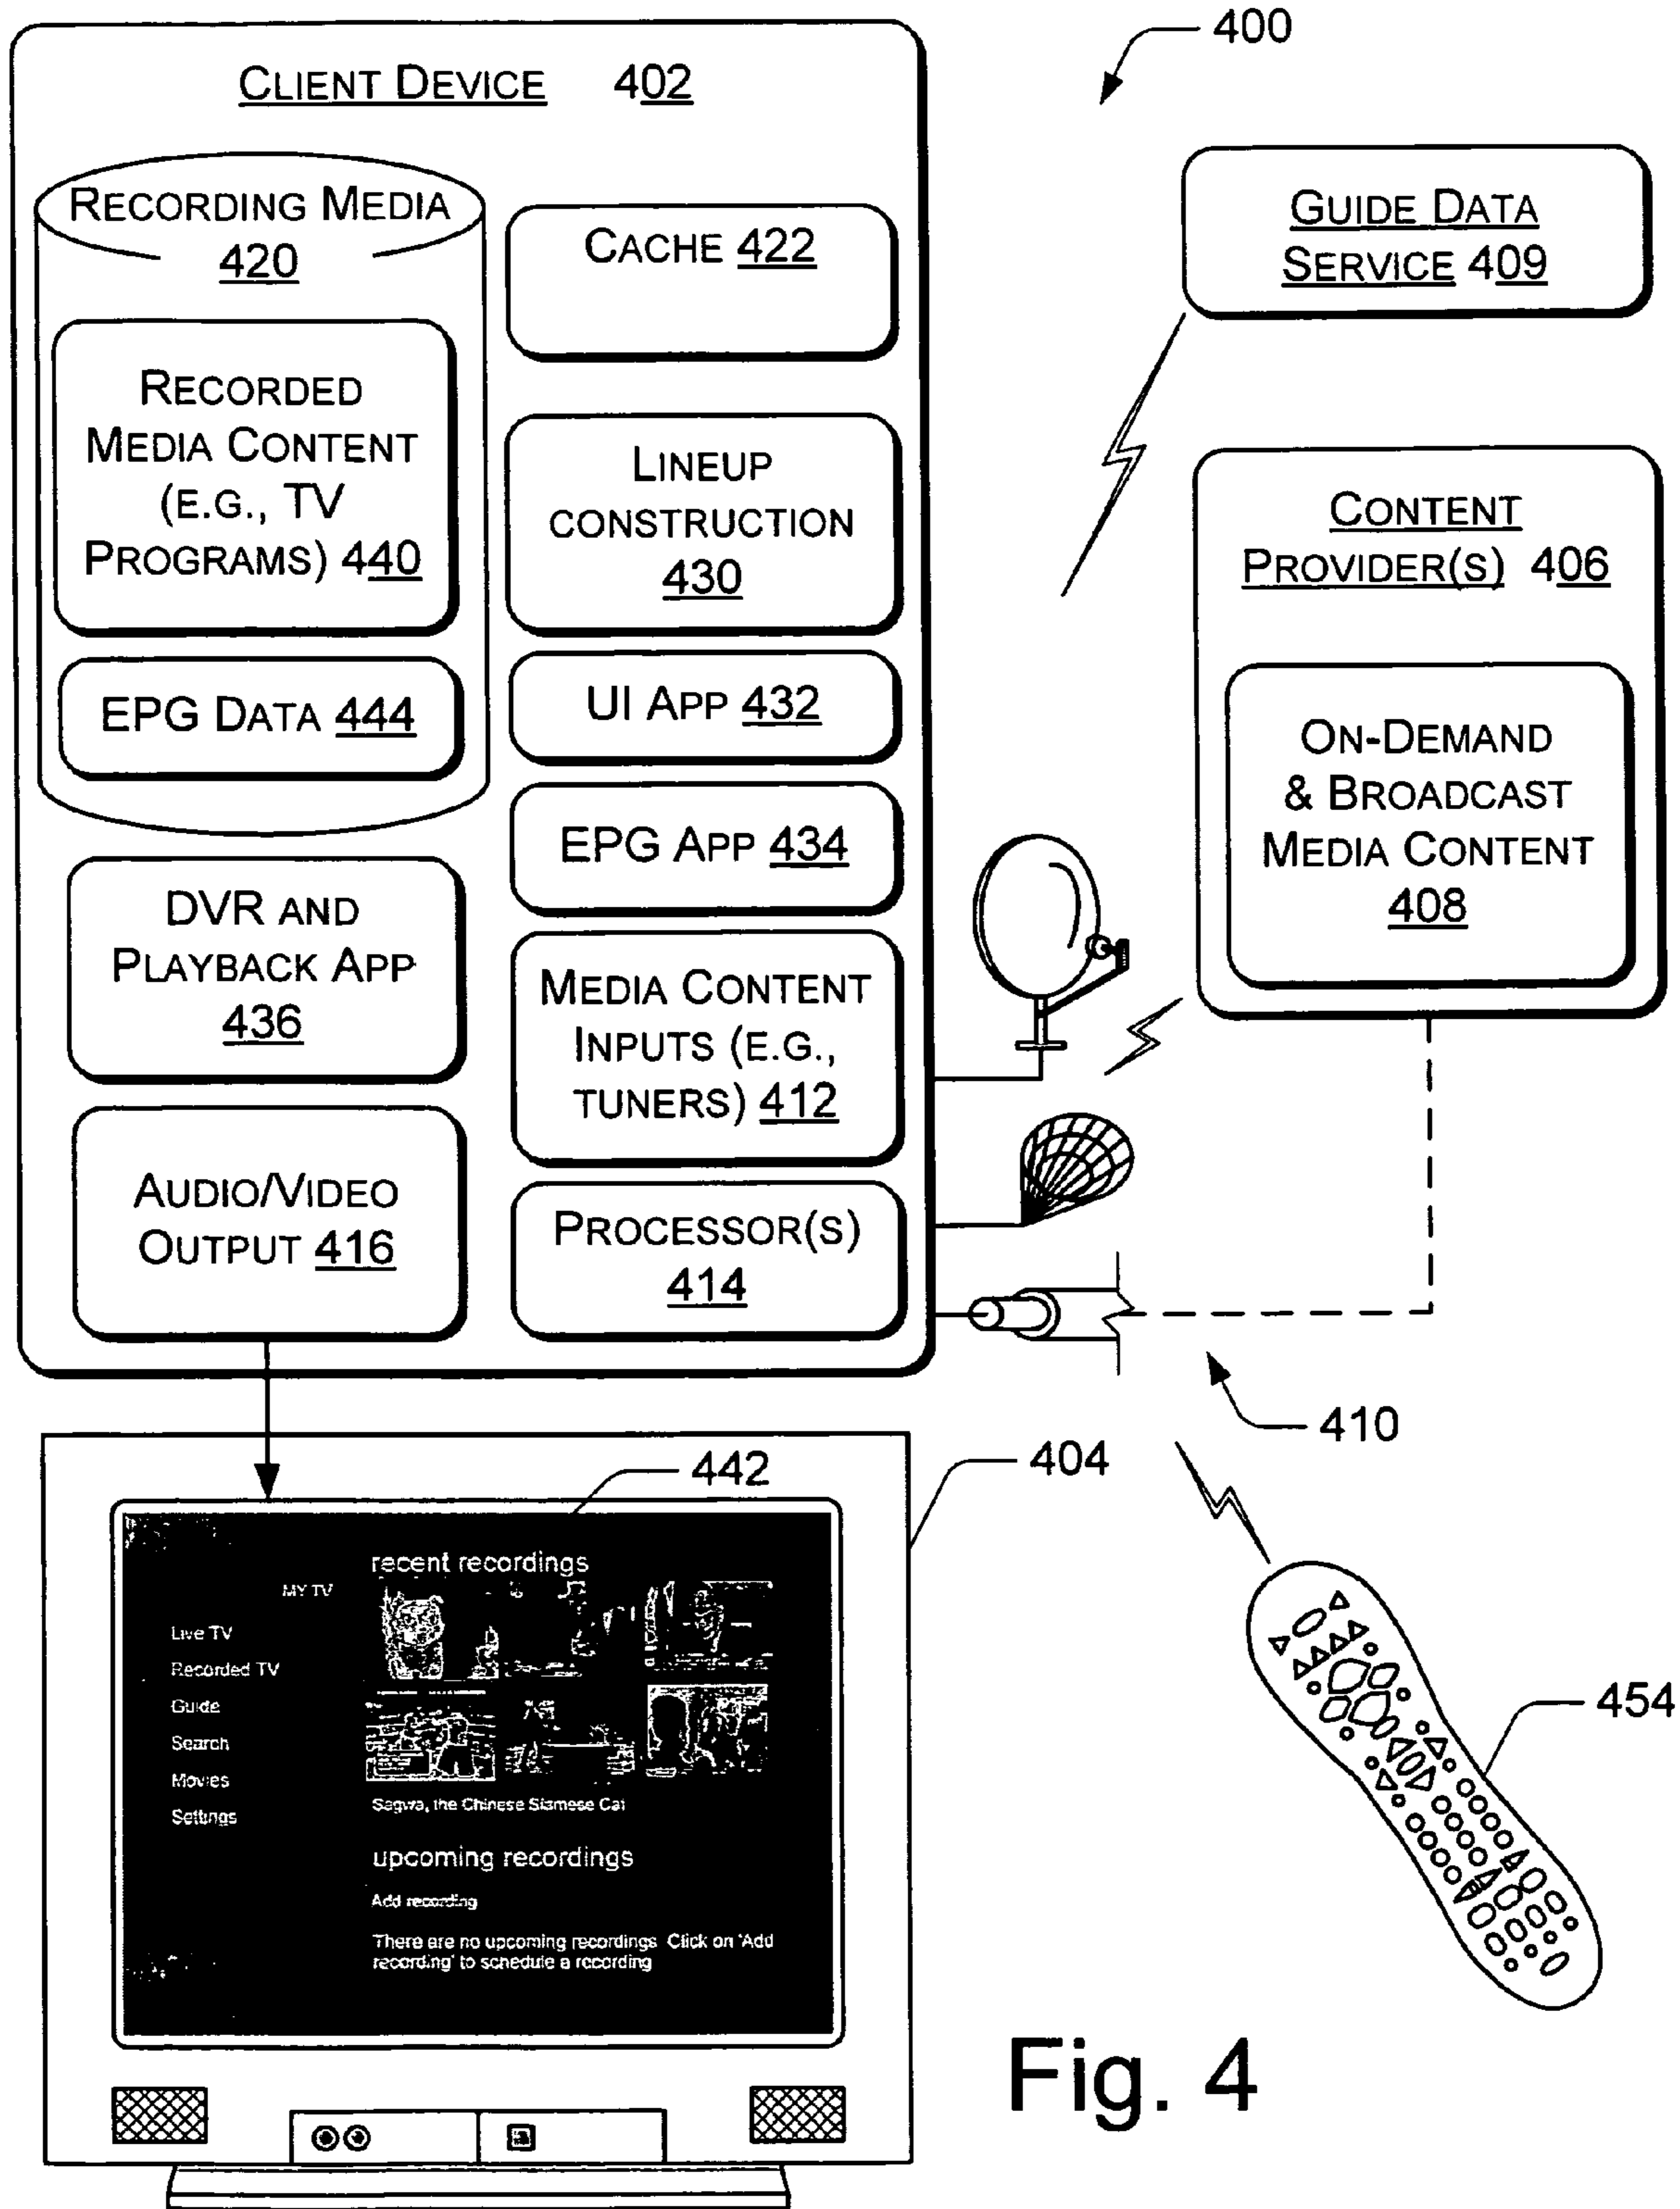 400
CLIENT DEVICE 402
RECORDING MEDIA
420
RECORDED
MEDIA CONTENT
(E.G., TV
PROGRAMS) 440
EPG DATA 444
DVR AND
PLAYBACK APP
436
AUDIO/VIDEO
OUTPUT 416
CACHE 422
LINEUP
CONSTRUCTION
430
UI APP 432
EPG APP 434
MEDIA CONTENT
INPUTS (E.G.,
TUNERS) 412
PROCESSOR(S)
414
GUIDE DATA
SERVICE 409
CONTENT
PROVIDER(S) 406
ON-DEMAND
& BROADCAST
MEDIA CONTENT
408
410
404
442
MY TV
Live TV
Recorded TV
Guide
Search
Movies
Settings
recent recordings
Sagwa, the Chinese Siamese Cat
upcoming recordings
Add recording
There are no upcoming recordings Click on 'Add
recording' to schedule a recording
454
Fig. 4